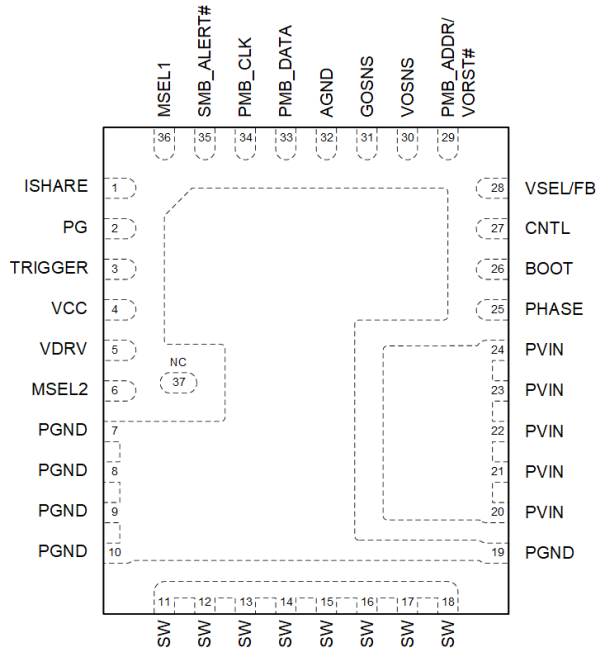 MSEL1
SMB_ALERT#
PMB_CLK
PMB_DATA
AGND
GOSNS
VOSNS
PMB_ADDR/
VORST#
36 35 34 33 32 31 30 29
ISHARE 1 28 VSEL/FB
PG 2 27 CNTL
TRIGGER 3 26 BOOT
VCC 4 25 PHASE
VDRV 5 24 PVIN
NC
37
MSEL2 6 23 PVIN
PGND 7 22 PVIN
PGND 8 21 PVIN
PGND 9 20 PVIN
PGND 10 19 PGND
11 12 13 14 15 16 17 18
SW SW SW SW SW SW SW SW